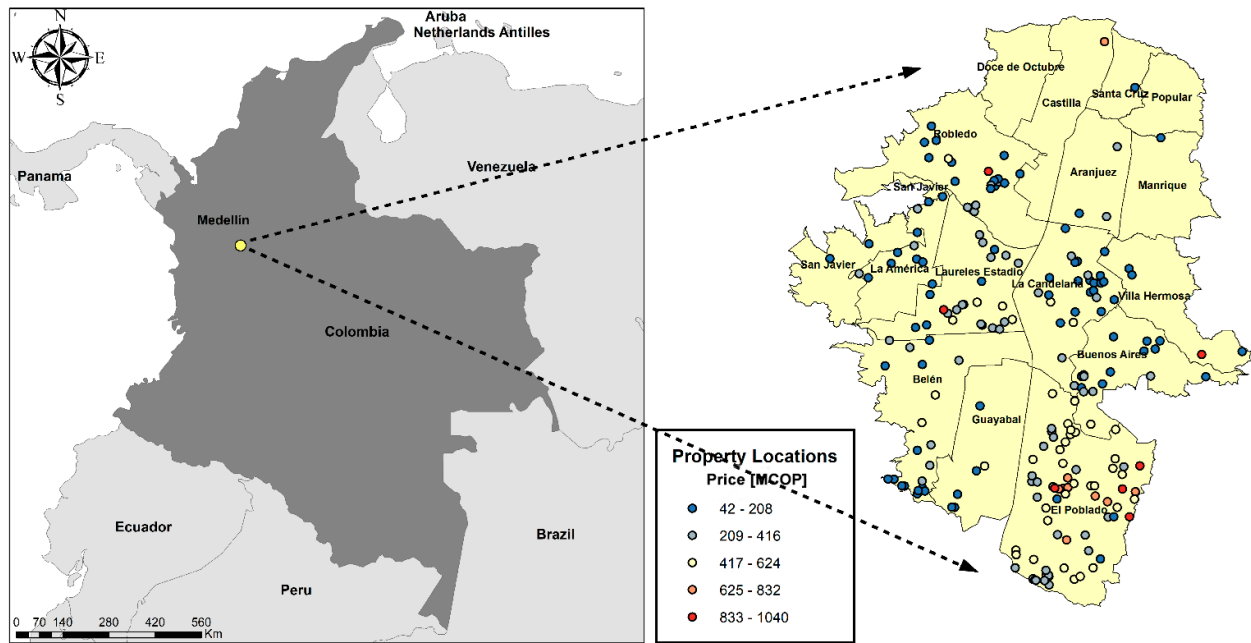 N
W E
S
Aruba
Netherlands Antilles
Panama
Venezuela
Medellín
Colombia
Ecuador
Brazil
Peru
0 70 140 280 420 560
Km
Doce de Octubre
Castilla
Santa Cruz
Popular
Robledo
Aranjuez
Manrique
San Javier
San Javier
La América
Laureles Estadio
La Candelaria
Villa Hermosa
Buenos Aires
Belén
Guayabal
El Poblado
Property Locations
Price [MCOP]
42 - 208
209 - 416
417 - 624
625 - 832
833 - 1040